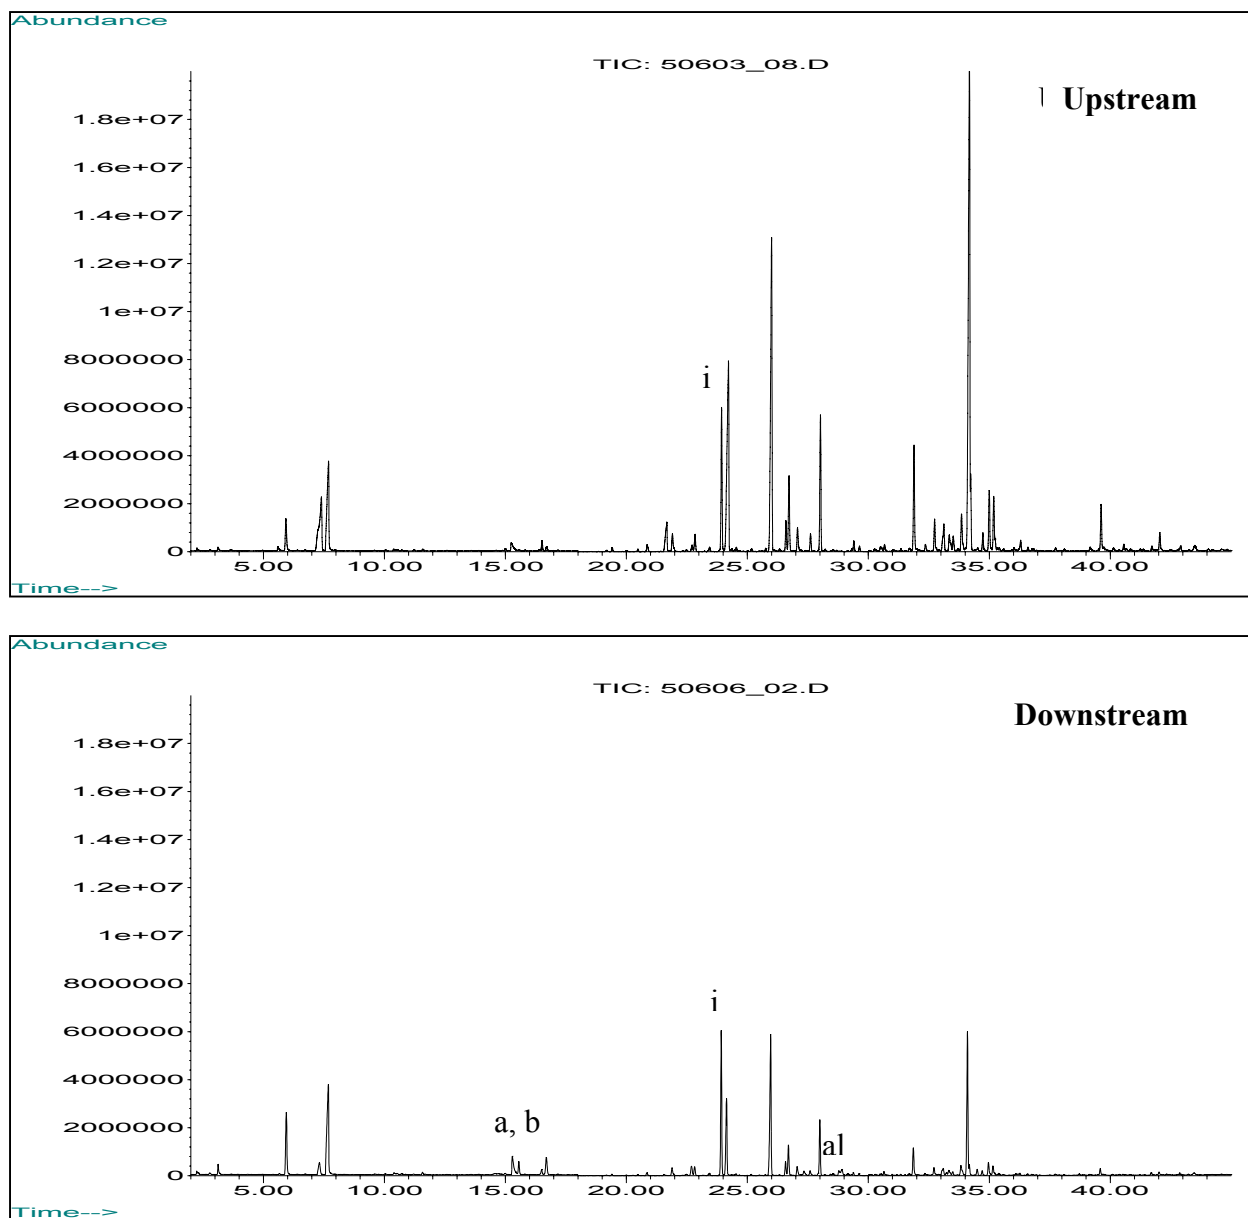 Abundance
TIC: 50603_08.D
Upstream
1.8e+07
1.6e+07
1.4e+07
1.2e+07
1e+07
8000000
i
6000000
4000000
2000000
0
5.00 10.00 15.00 20.00 25.00 30.00 35.00 40.00
Time-->
Abundance
TIC: 50606_02.D
Downstream
1.8e+07
1.6e+07
1.4e+07
1.2e+07
1e+07
8000000
i
6000000
4000000
2000000
a, b
al
0
5.00 10.00 15.00 20.00 25.00 30.00 35.00 40.00
Time-->